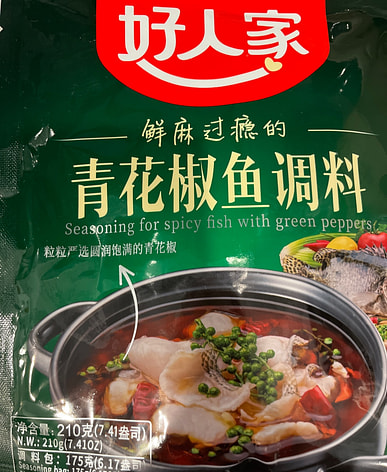 好人家
鲜麻过瘾的
青花椒鱼调料
Seasoning for spicy fish with green peppers
粒粒严选圆润饱满的青花椒
净含量: 210克(7.41盎司)
N.W.: 210g(7.41OZ)
调 料 包: 175克(6.17盎司